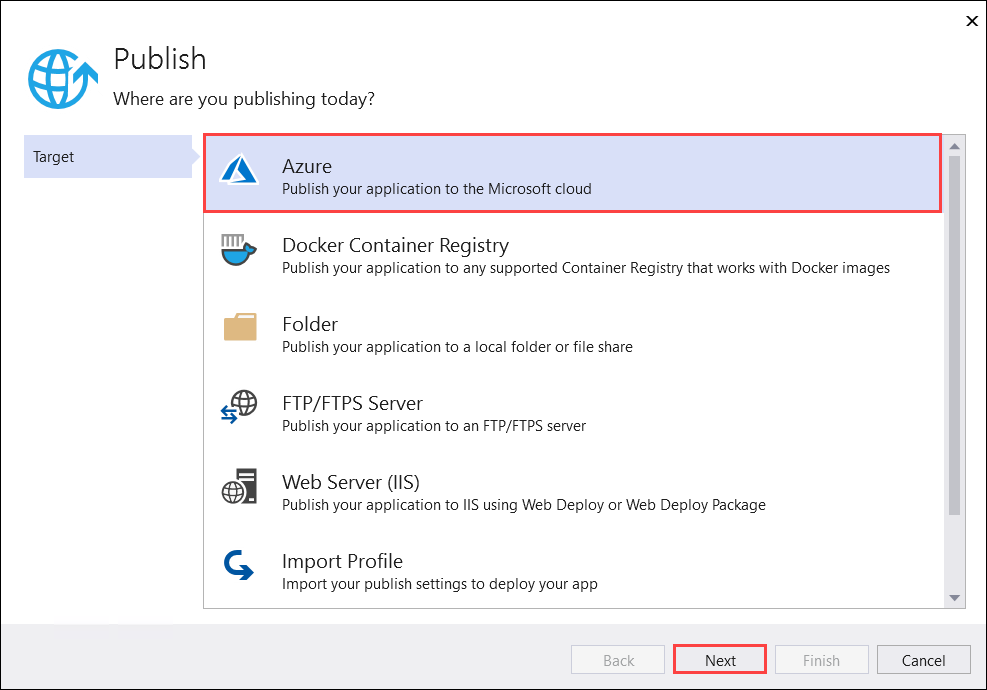 Publish
Where are you publishing today?
Target
Azure
Publish your application to the Microsoft cloud
Docker Container Registry
Publish your application to any supported Container Registry that works with Docker images
Folder
Publish your application to a local folder or file share
FTP/FTPS Server
Publish your application to an FTP/FTPS server
Web Server (IIS)
Publish your application to IIS using Web Deploy or Web Deploy Package
Import Profile
Import your publish settings to deploy your app
Back
Next
Finish
Cancel